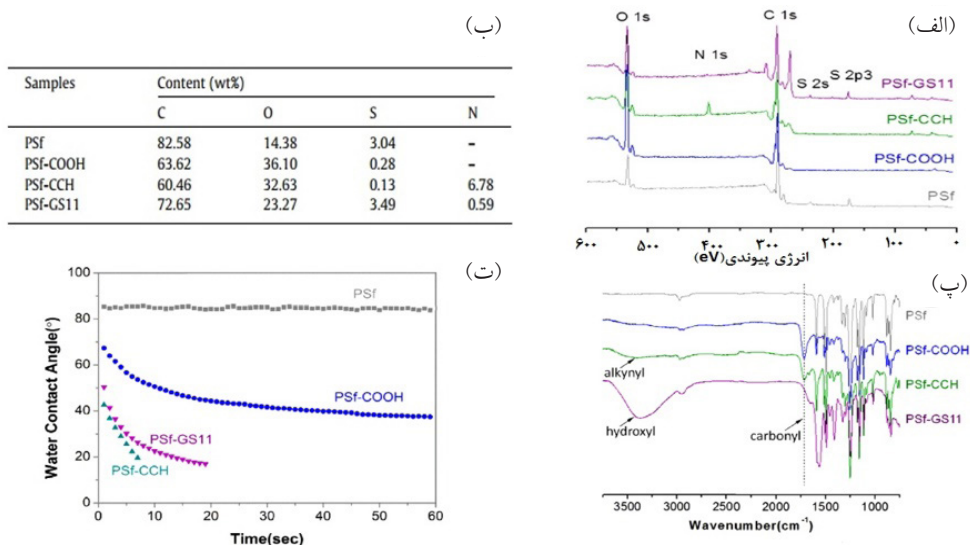 (الف)
O 1s
C 1s
N 1s
S 2s
S 2p3
PSf-GS11
PSf-CCH
PSf-COOH
PSf
۶۰۰ ۵۰۰ ۴۰۰ ۳۰۰ ۲۰۰ ۱۰۰ ۰
انرژی پیوندی(eV)
(ب)
Samples Content (wt%)
C O S N
PSf 82.58 14.38 3.04 –
PSf-COOH 63.62 36.10 0.28 –
PSf-CCH 60.46 32.63 0.13 6.78
PSf-GS11 72.65 23.27 3.49 0.59
(پ)
PSf
PSf-COOH
alkynyl
PSf-CCH
hydroxyl
carbonyl
PSf-GS11
3500 3000 2500 2000 1500 1000
Wavenumber(cm⁻¹)
(ت)
Water Contact Angle(°)
100
80
60
40
20
0
PSf
PSf-COOH
PSf-GS11
PSf-CCH
0 10 20 30 40 50 60
Time(sec)